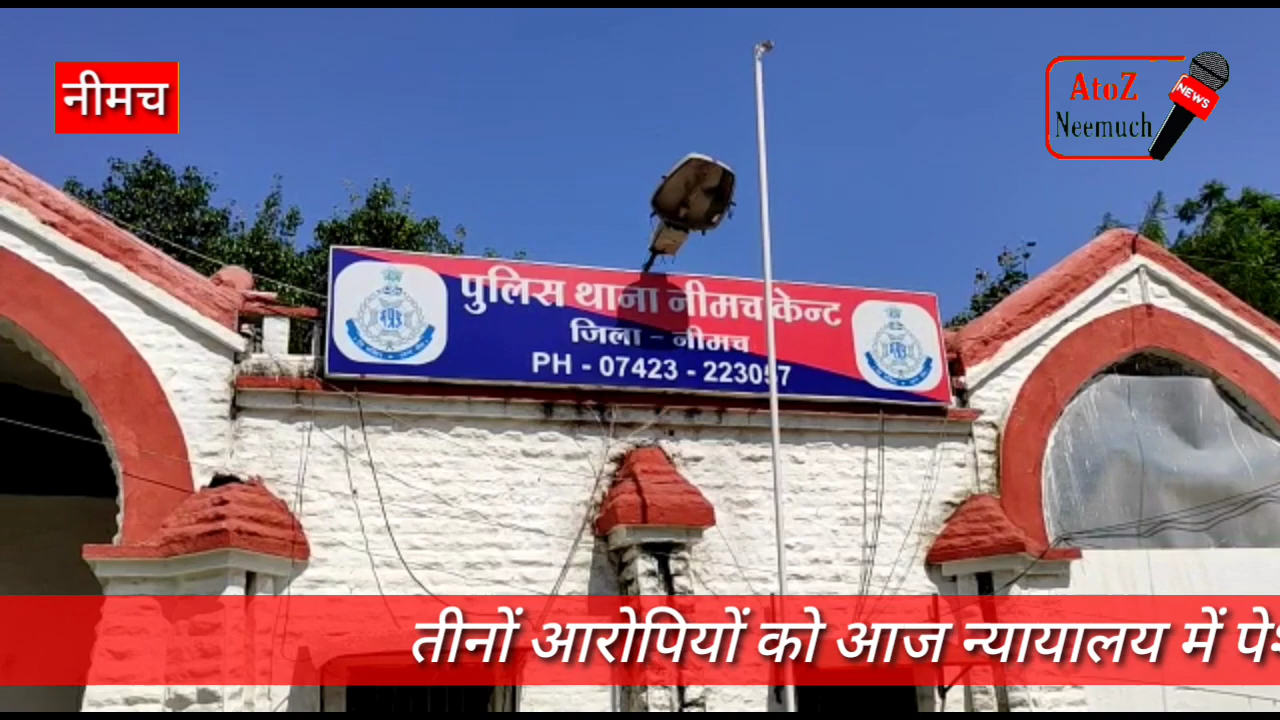 नीमच
AtoZ
Neemuch
NEWS
पुलिस थाना नीमच केन्ट
जिला - नीमच
PH - 07423 - 223057
तीनों आरोपियों को आज न्यायालय में